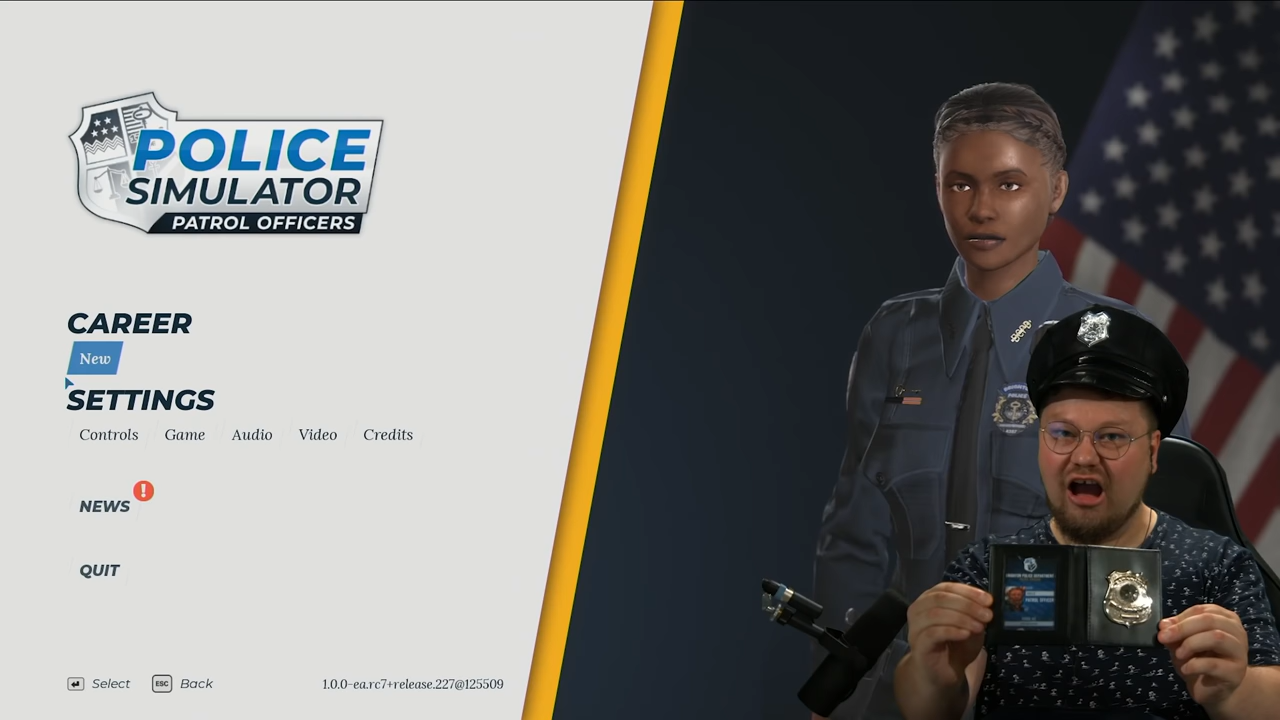 POLICE
SIMULATOR
PATROL OFFICERS
CAREER
New
SETTINGS
Controls Game Audio Video Credits
NEWS !
QUIT
Select ESC Back 1.0.0-ea.rc7+release.227@125509